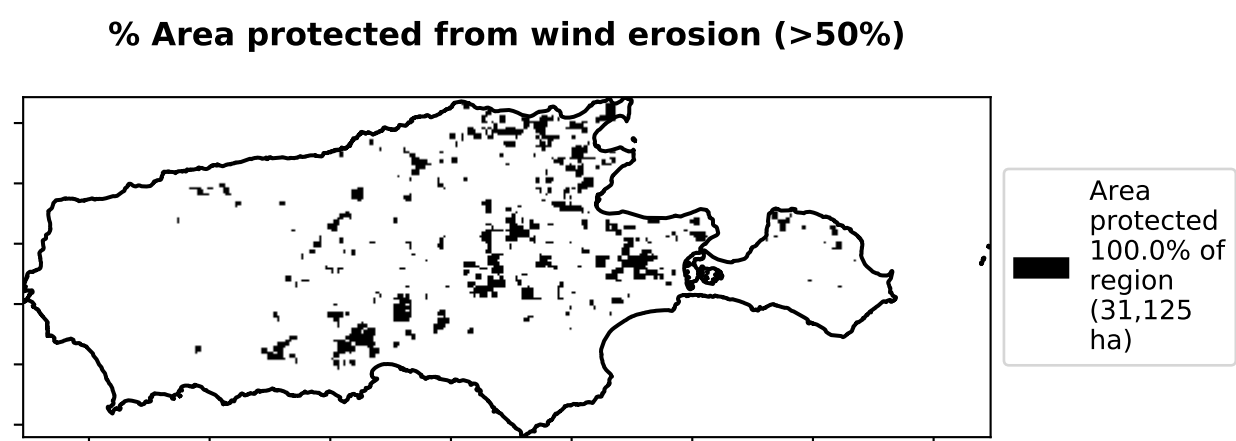 % Area protected from wind erosion (>50%)
Area
protected
100.0% of
region
(31,125
ha)